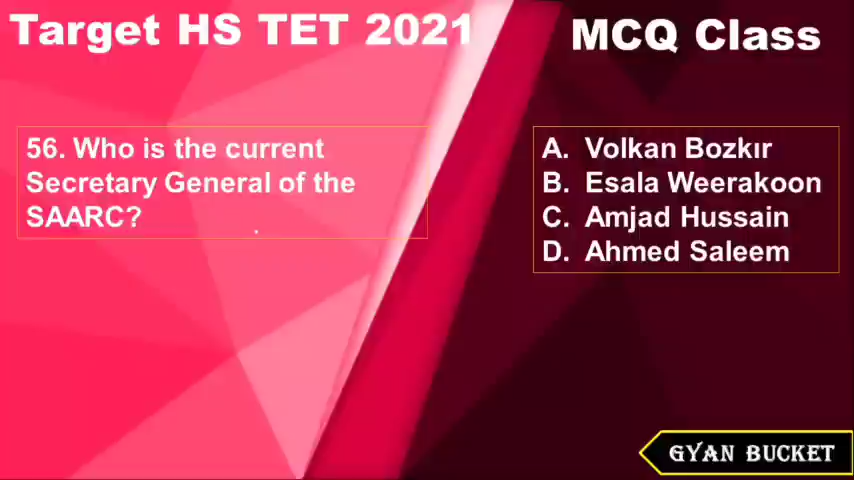 Target HS TET 2021
MCQ Class
56. Who is the current
Secretary General of the
SAARC?
A. Volkan Bozkır
B. Esala Weerakoon
C. Amjad Hussain
D. Ahmed Saleem
GYAN BUCKET